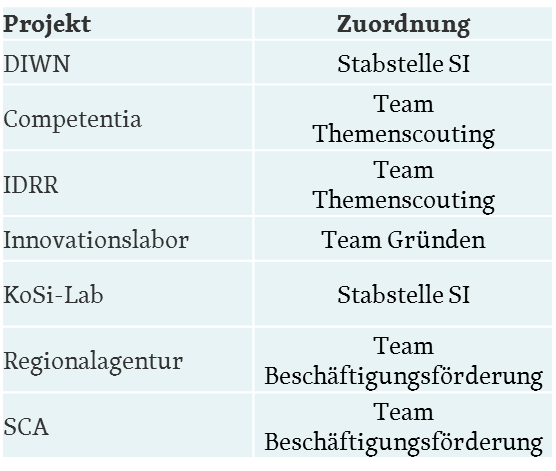 Projekt Zuordnung
DIWN Stabstelle SI
Competentia Team
Themenscouting
IDRR Team
Themenscouting
Innovationslabor Team Gründen
KoSi-Lab Stabstelle SI
Regionalagentur Team
Beschäftigungsförderung
SCA Team
Beschäftigungsförderung